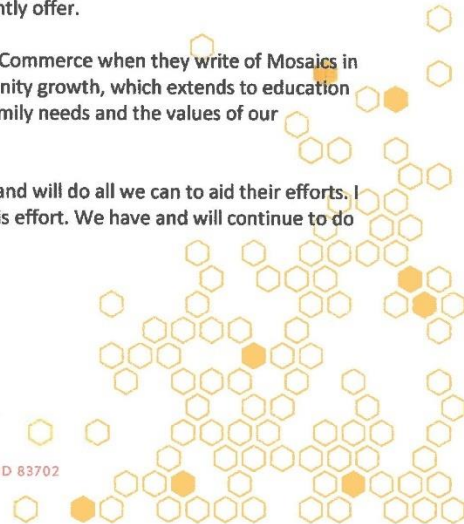 ntly offer.
Commerce when they write of Mosaics in
nity growth, which extends to education
mily needs and the values of our
and will do all we can to aid their efforts. I
is effort. We have and will continue to do
D 83702